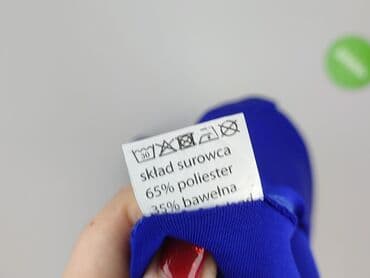 30
skład surowca
65% poliester
35% bawełna